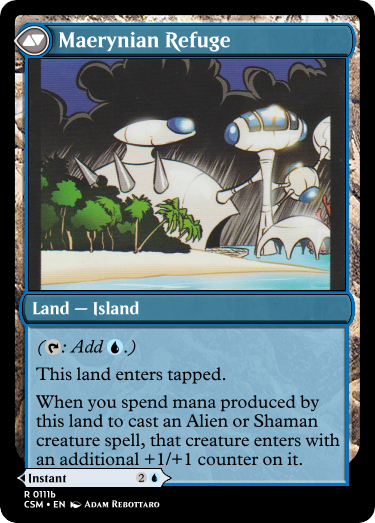 Maerynian Refuge
Land — Island
(T: Add .)
This land enters tapped.
When you spend mana produced by
this land to cast an Alien or Shaman
creature spell, that creature enters with
an additional +1/+1 counter on it.
Instant 2
R 0111b
CSM • EN ADAM REBOTTARO